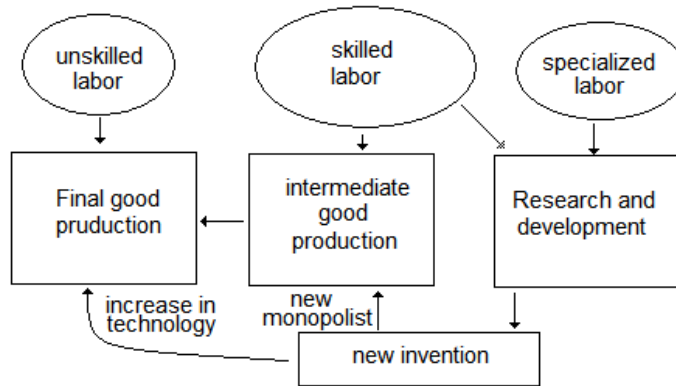 unskilled
labor
skilled
labor
specialized
labor
Final good
pruduction
intermediate
good
production
Research and
development
increase in
technology
new
monopolist
new invention